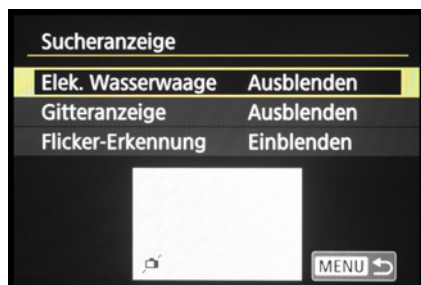 Sucheranzeige
Elek. Wasserwaage Ausblenden
Gitteranzeige Ausblenden
Flicker-Erkennung Einblenden
MENU